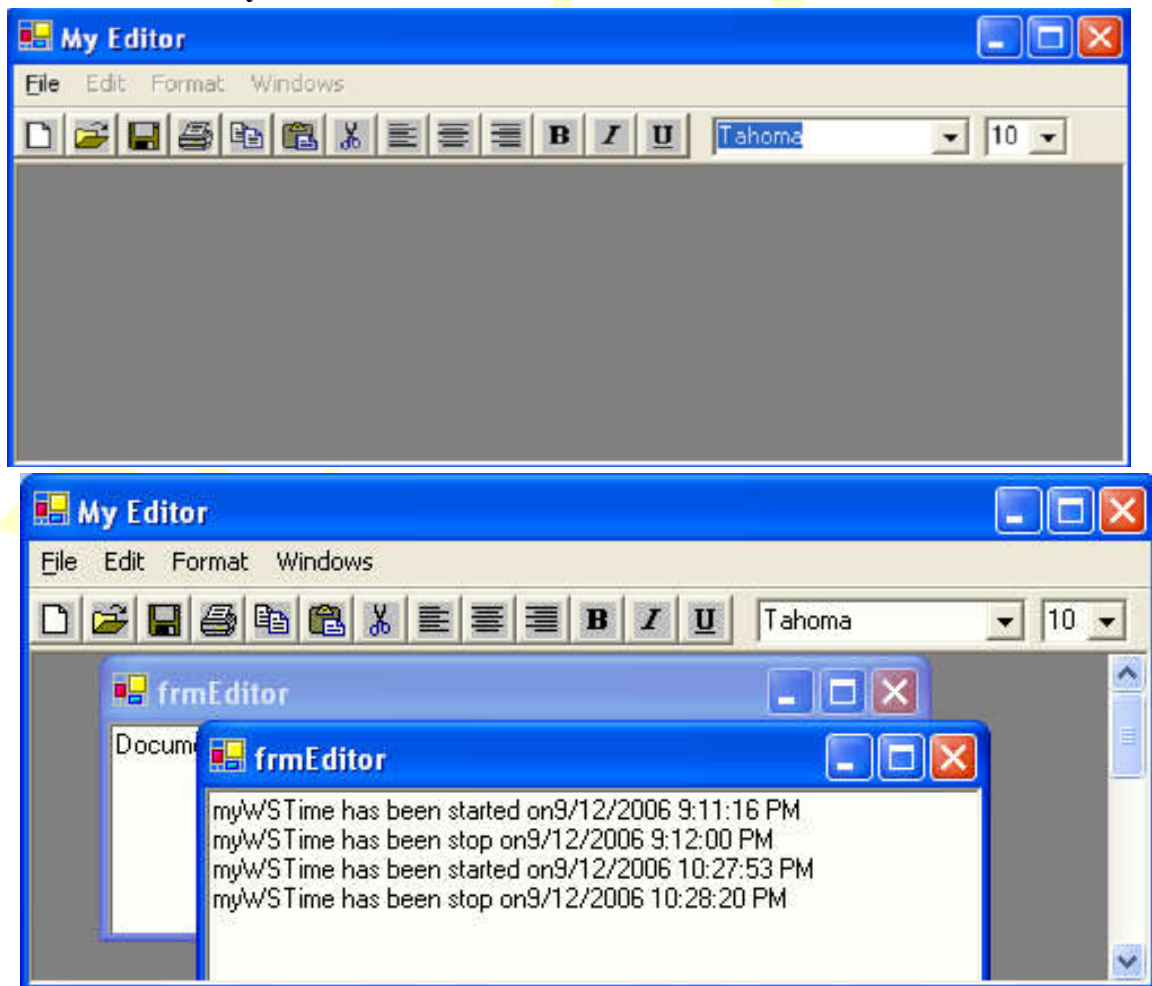 My Editor
File Edit Format Windows
B I U Tahoma 10
My Editor
File Edit Format Windows
B I U Tahoma 10
frmEditor
frmEditor
myWSTime has been started on9/12/2006 9:11:16 PM
myWSTime has been stop on9/12/2006 9:12:00 PM
myWSTime has been started on9/12/2006 10:27:53 PM
myWSTime has been stop on9/12/2006 10:28:20 PM